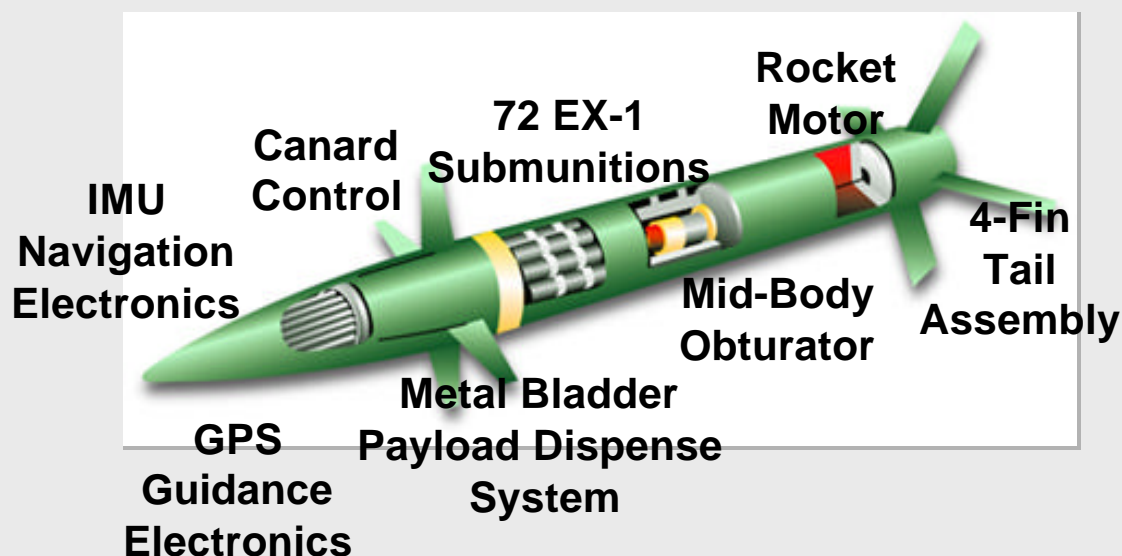 Rocket
Motor
72 EX-1
Submunitions
Canard
Control
IMU
Navigation
Electronics
4-Fin
Tail
Assembly
Mid-Body
Obturator
Metal Bladder
Payload Dispense
System
GPS
Guidance
Electronics